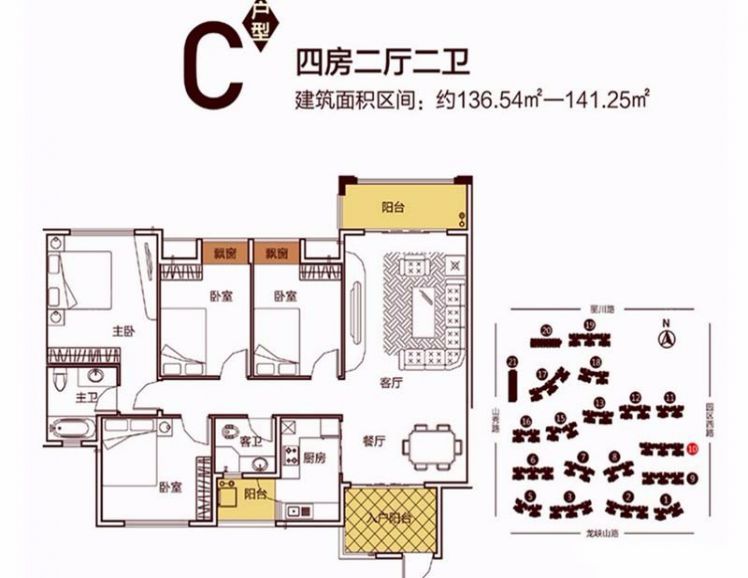 C户型
四房二厅二卫
建筑面积区间：约136.54㎡—141.25㎡
阳台
飘窗
飘窗
卧室
卧室
主卧
客厅
主卫
客卫
厨房
餐厅
卧室
阳台
入户阳台
N
山秀路
园区西路
龙峡山路
20
19
21
17
18
16
15
13
12
11
10
6
7
8
9
5
3
2
1